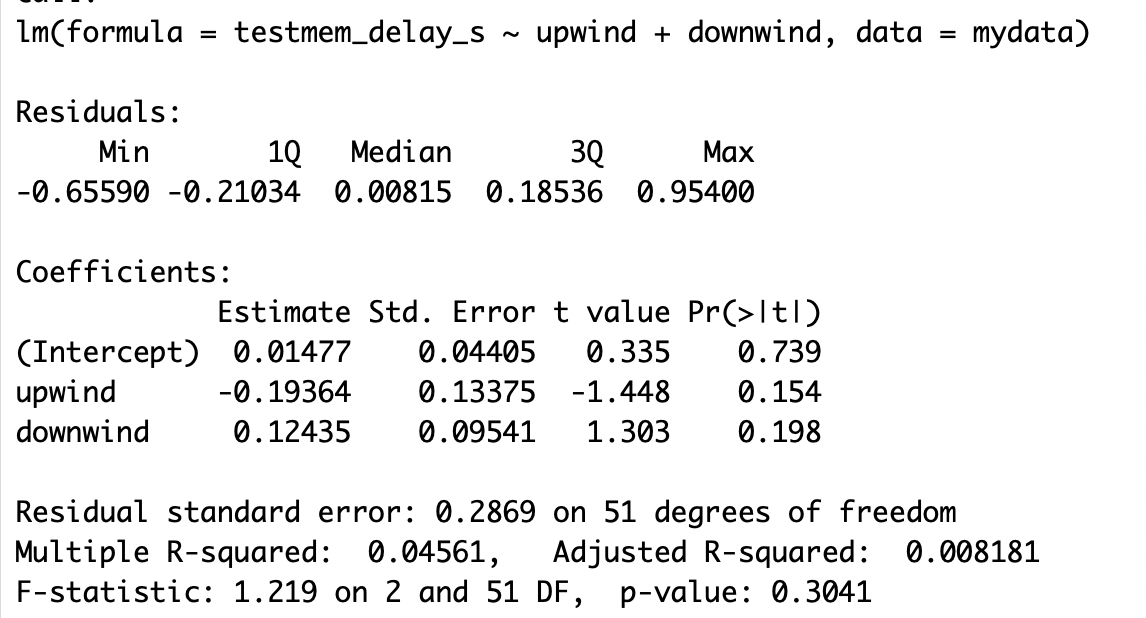 lm(formula = testmem_delay_s ~ upwind + downwind, data = mydata)
Residuals:
Min 1Q Median 3Q Max
-0.65590 -0.21034 0.00815 0.18536 0.95400
Coefficients:
Estimate Std. Error t value Pr(>|t|)
(Intercept) 0.01477 0.04405 0.335 0.739
upwind -0.19364 0.13375 -1.448 0.154
downwind 0.12435 0.09541 1.303 0.198
Residual standard error: 0.2869 on 51 degrees of freedom
Multiple R-squared: 0.04561, Adjusted R-squared: 0.008181
F-statistic: 1.219 on 2 and 51 DF, p-value: 0.3041